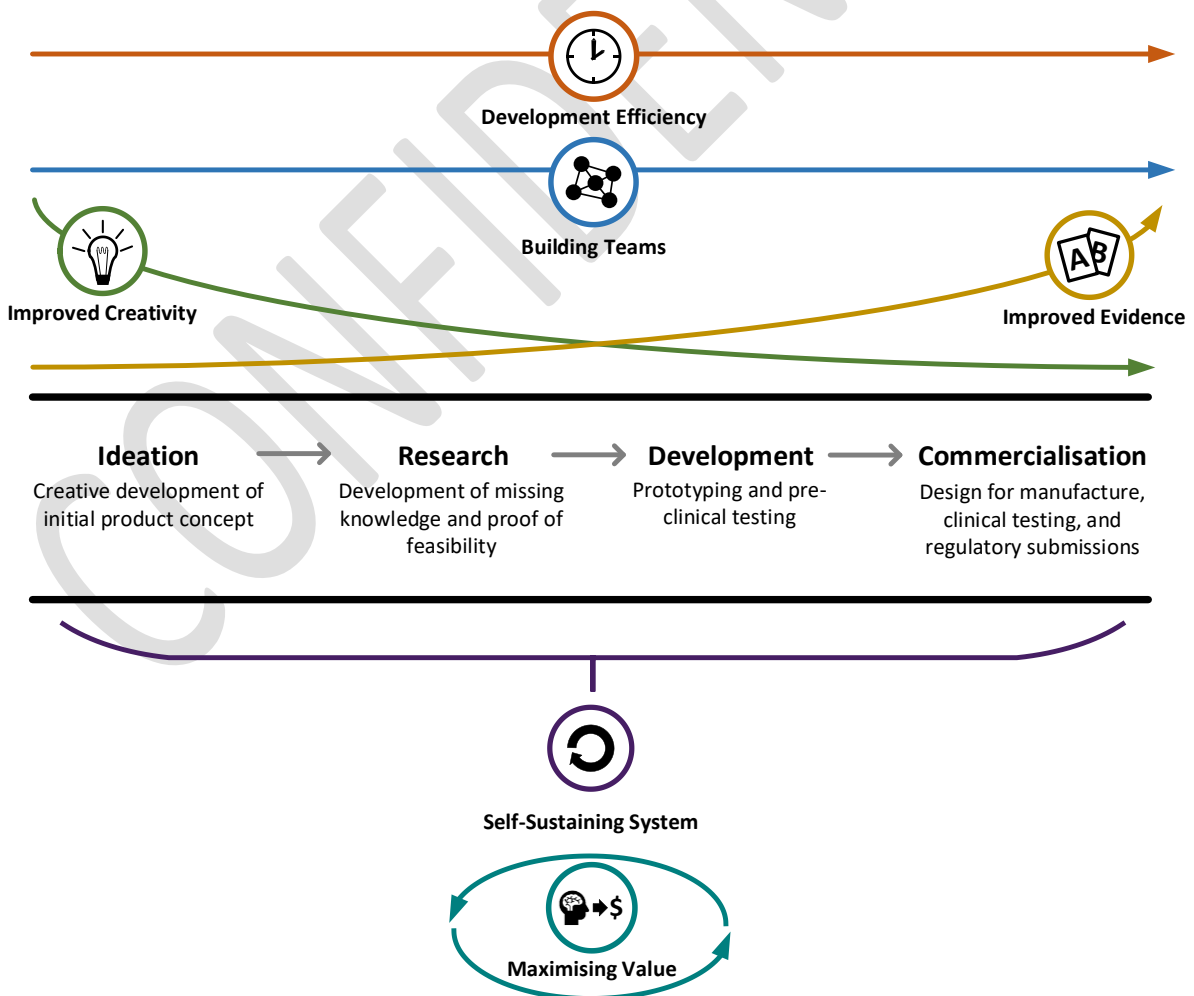 Development Efficiency
Building Teams
Improved Creativity
AB
Improved Evidence
Ideation
Creative development of
initial product concept
Research
Development of missing
knowledge and proof of
feasibility
Development
Prototyping and pre-
clinical testing
Commercialisation
Design for manufacture,
clinical testing, and
regulatory submissions
Self-Sustaining System
$
Maximising Value
CONFIDEN